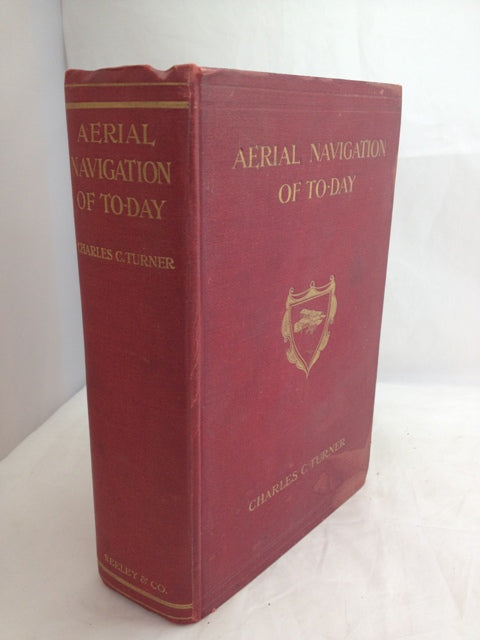 AERIAL
NAVIGATION
OF TO-DAY
CHARLES C. TURNER
SEELEY & CO.
AERIAL NAVIGATION
OF TO-DAY
CHARLES C. TURNER